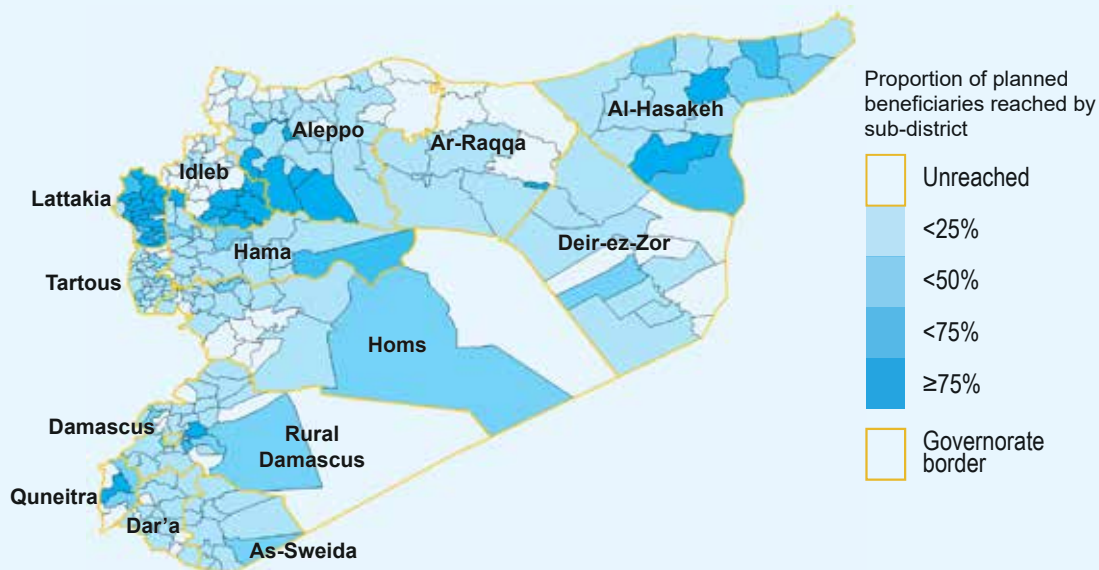 Proportion of planned
beneficiaries reached by
sub-district
Unreached
<25%
<50%
<75%
≥75%
Governorate
border
Al-Hasakeh
Aleppo
Ar-Raqqa
Idleb
Lattakia
Hama
Deir-ez-Zor
Tartous
Homs
Damascus
Rural
Damascus
Quneitra
Dar'a
As-Sweida